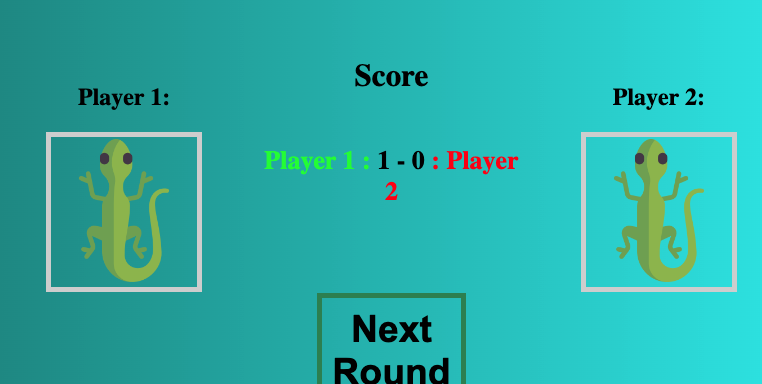 Score
Player 1:
Player 2:
Player 1 : 1 - 0 : Player
2
Next
Round